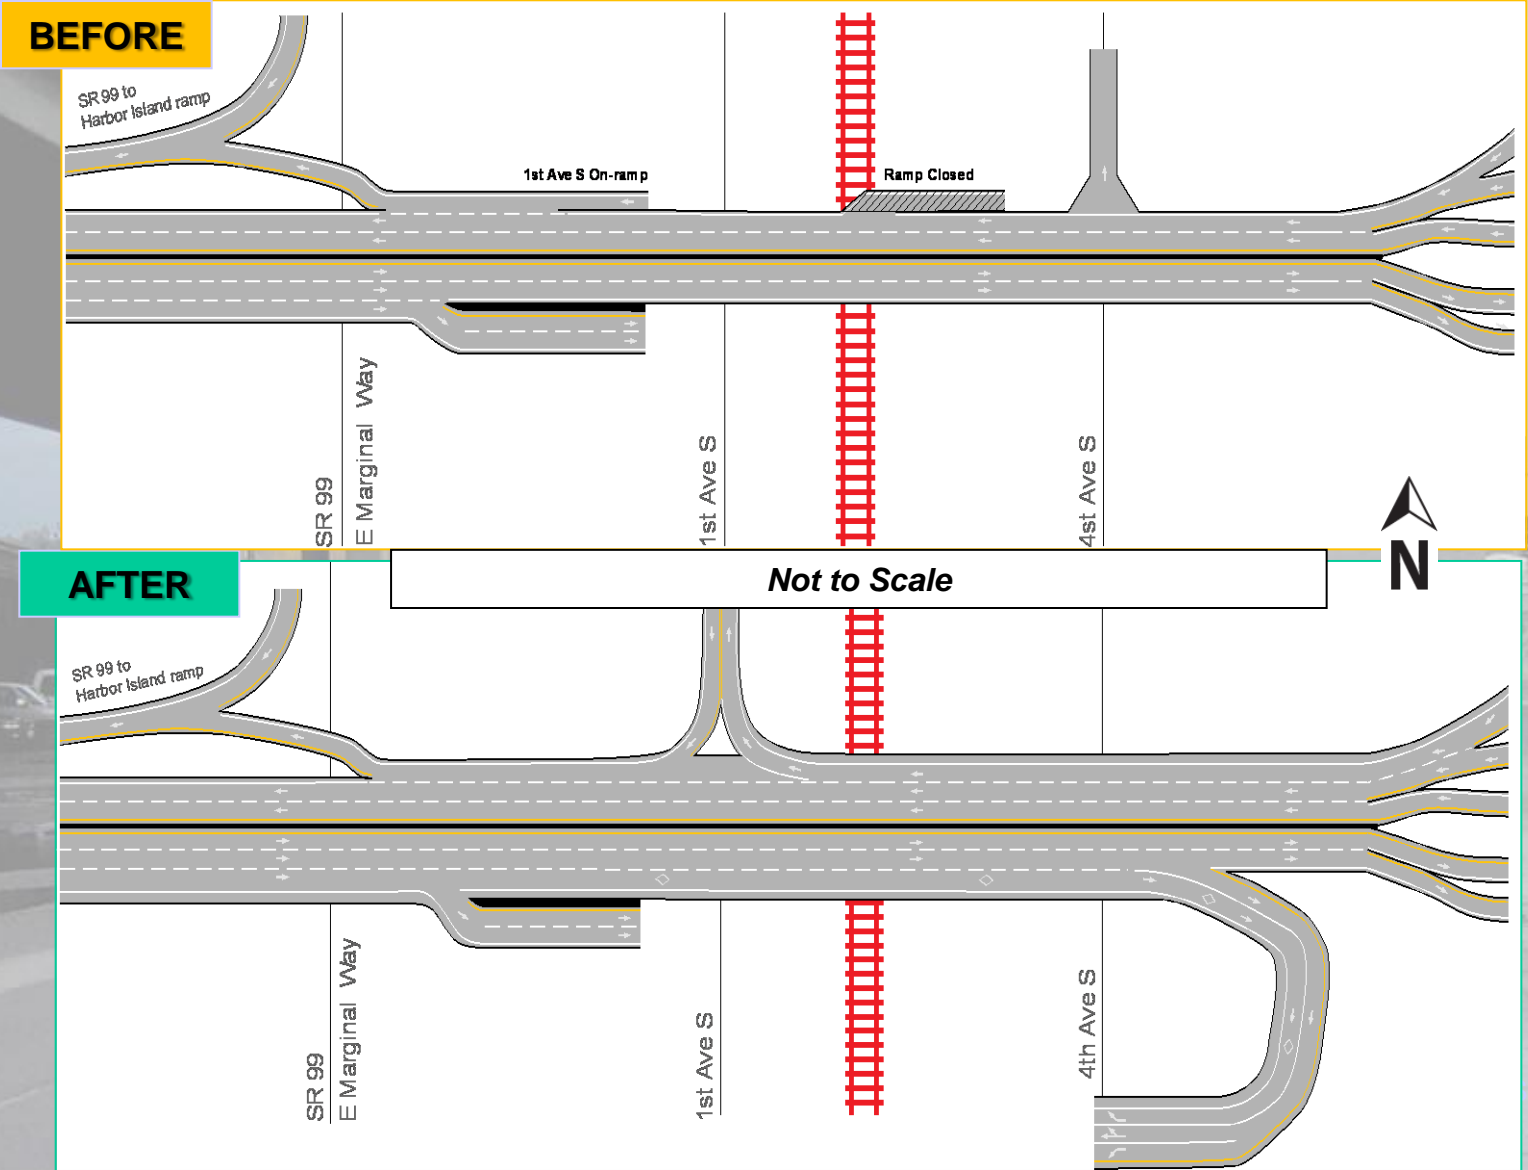 BEFORE
SR 99 to
Harbor Island ramp
1st Ave S On-ramp
Ramp Closed
SR 99
E Marginal Way
1st Ave S
4st Ave S
N
AFTER
Not to Scale
SR 99 to
Harbor Island ramp
SR 99
E Marginal Way
1st Ave S
4th Ave S